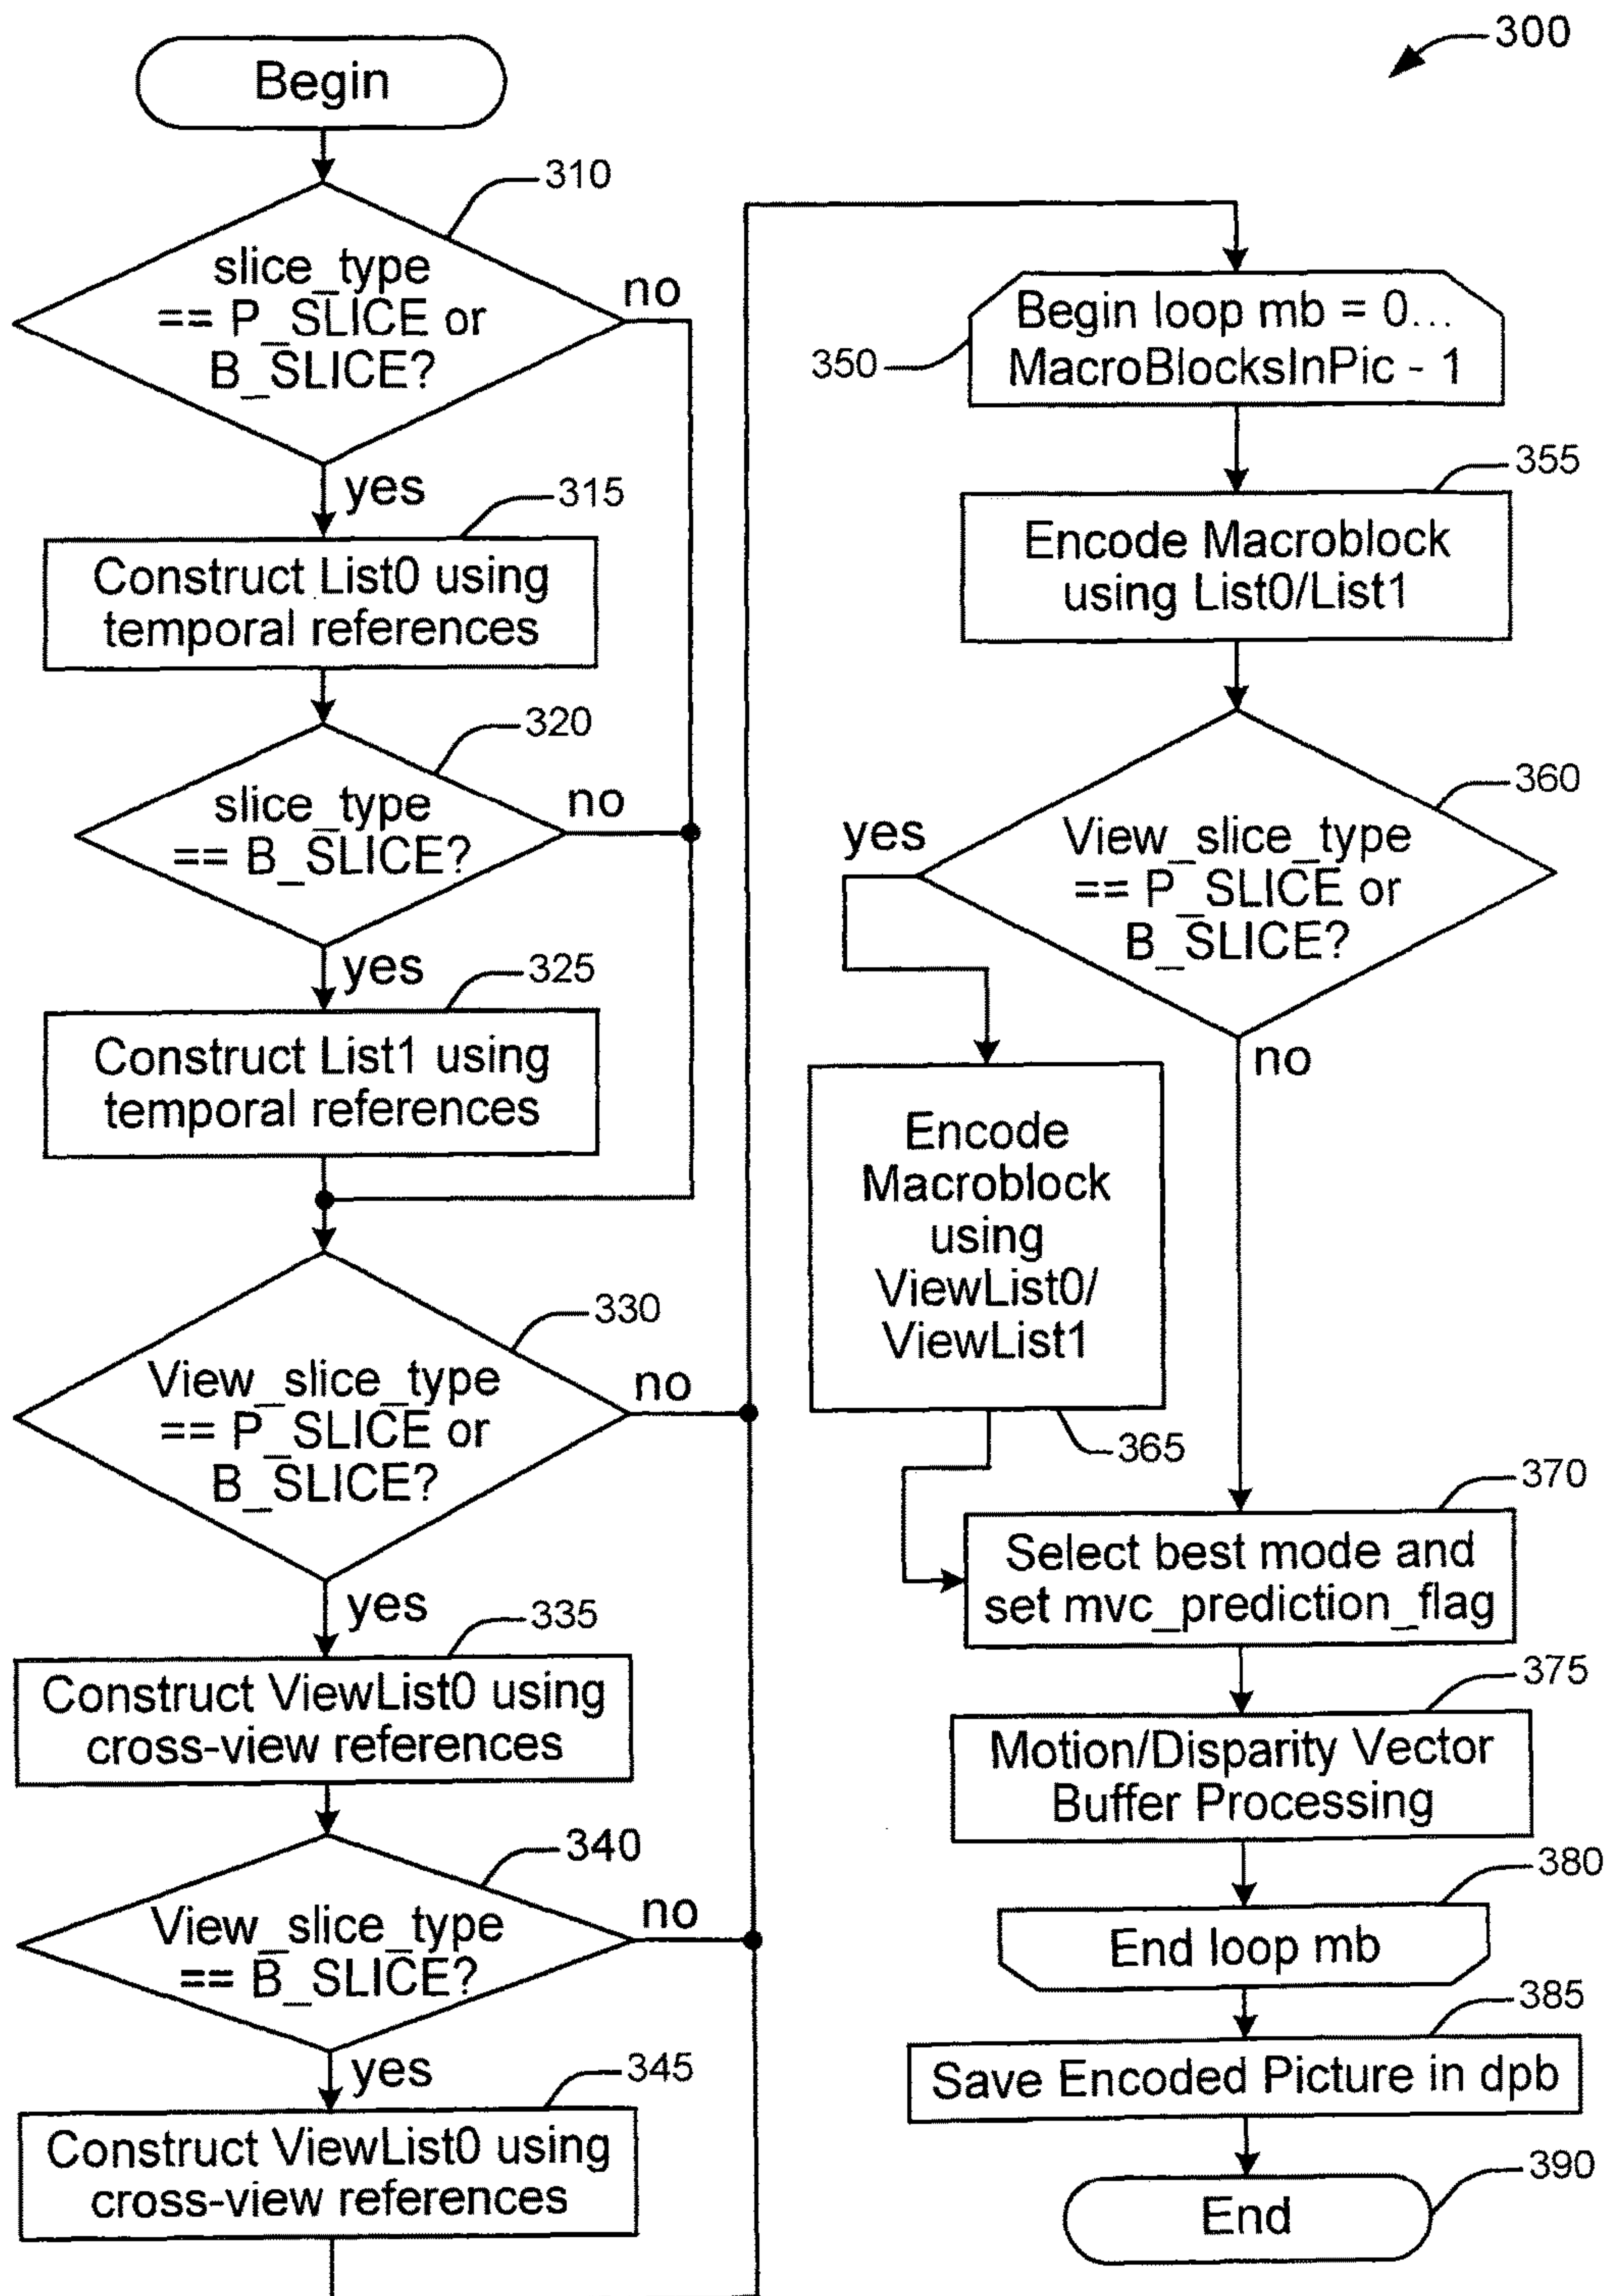 300
Begin
310
slice_type
== P_SLICE or
B_SLICE?
no
yes
315
Construct List0 using
temporal references
320
slice_type
== B_SLICE?
no
yes
325
Construct List1 using
temporal references
330
View_slice_type
== P_SLICE or
B_SLICE?
no
yes
335
Construct ViewList0 using
cross-view references
340
View_slice_type
== B_SLICE?
no
yes
345
Construct ViewList0 using
cross-view references
350
Begin loop mb = 0...
MacroBlocksInPic - 1
355
Encode Macroblock
using List0/List1
360
View_slice_type
== P_SLICE or
B_SLICE?
yes
no
Encode
Macroblock
using
ViewList0/
ViewList1
365
370
Select best mode and
set mvc_prediction_flag
375
Motion/Disparity Vector
Buffer Processing
380
End loop mb
385
Save Encoded Picture in dpb
390
End